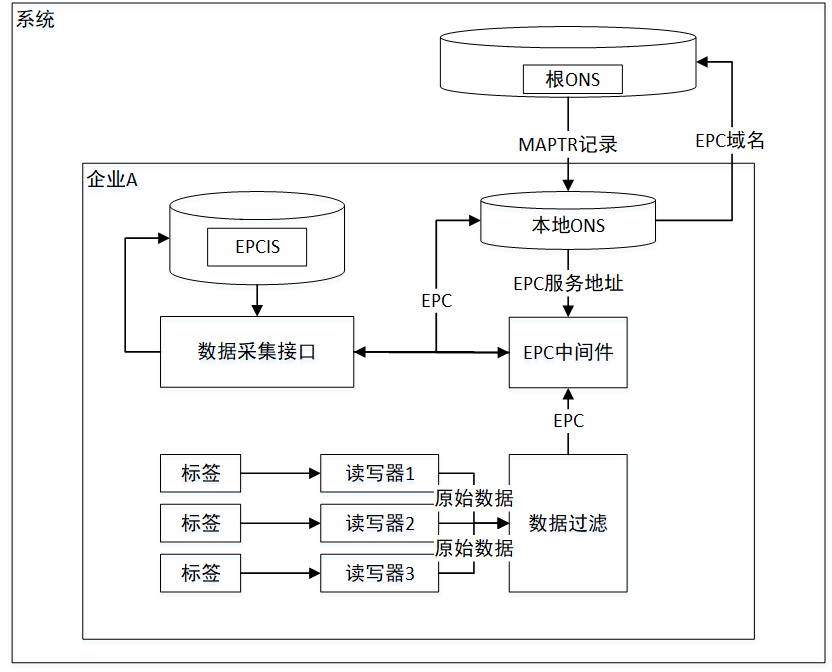 系统
根ONS
MAPTR记录
EPC域名
企业A
EPCIS
本地ONS
EPC服务地址
EPC
数据采集接口
EPC中间件
EPC
标签
读写器1
原始数据
标签
读写器2
数据过滤
原始数据
标签
读写器3